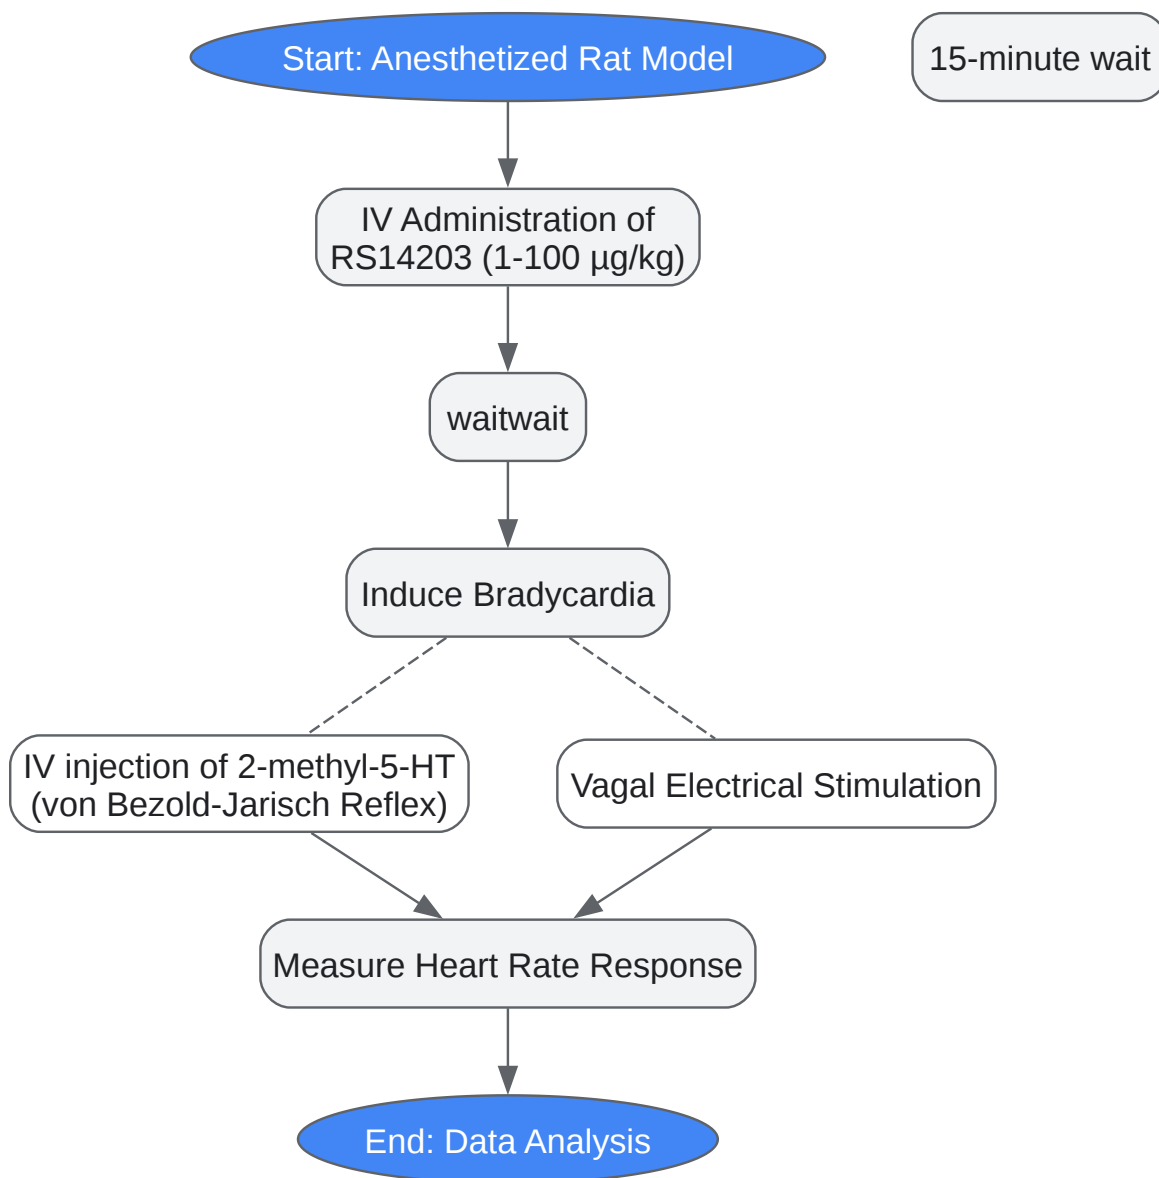 Start: Anesthetized Rat Model
15-minute wait
IV Administration of
RS14203 (1-100 µg/kg)
waitwait
Induce Bradycardia
IV injection of 2-methyl-5-HT
(von Bezold-Jarisch Reflex)
Vagal Electrical Stimulation
Measure Heart Rate Response
End: Data Analysis